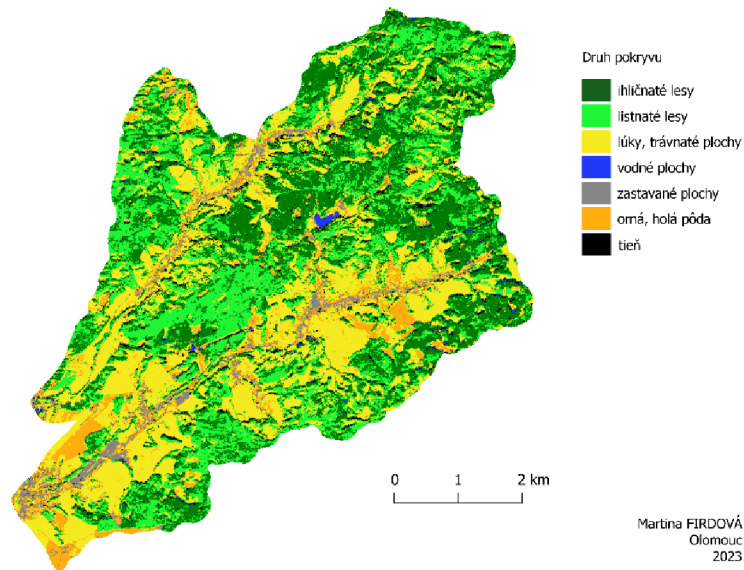 Druh pokryvu
ihličnaté lesy
listnaté lesy
lúky, trávnaté plochy
vodné plochy
zastavané plochy
orná, holá pôda
tieň
0 1 2 km
Martina FIRDOVÁ
Olomouc
2023